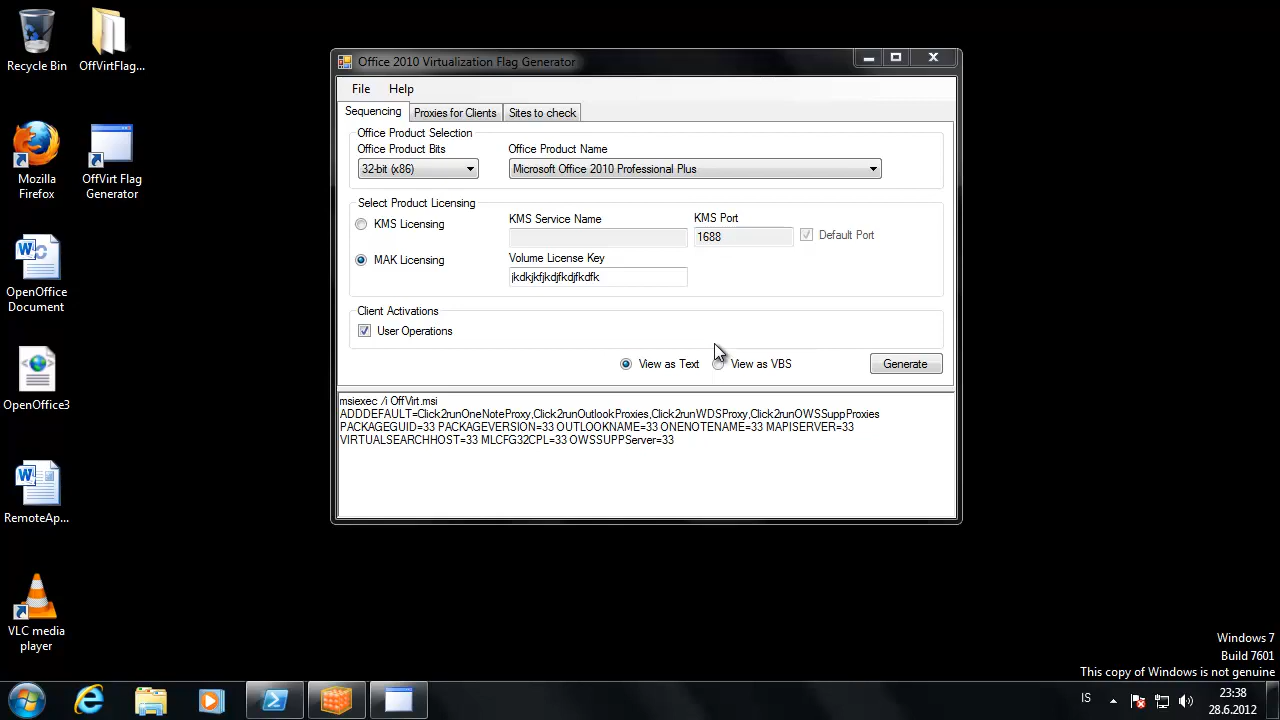 Recycle Bin
OffVirtFlag...
Mozilla
Firefox
OffVirt Flag
Generator
OpenOffice
Document
OpenOffice3
RemoteAp...
VLC media
player
Office 2010 Virtualization Flag Generator
File Help
Sequencing Proxies for Clients Sites to check
Office Product Selection
Office Product Bits Office Product Name
32-bit (x86) Microsoft Office 2010 Professional Plus
Select Product Licensing
KMS Licensing KMS Service Name KMS Port
1688 Default Port
MAK Licensing Volume License Key
jkdkjkfjkdjfkdjfkdfk
Client Activations
User Operations
View as Text View as VBS Generate
msiexec /i OffVirt.msi
ADDDEFAULT=Click2runOneNoteProxy,Click2runOutlookProxies,Click2runWDSProxy,Click2runOWSSuppProxies
PACKAGEGUID=33 PACKAGEVERSION=33 OUTLOOKNAME=33 ONENOTENAME=33 MAPISERVER=33
VIRTUALSEARCHHOST=33 MLCFG32CPL=33 OWSSUPPServer=33
Windows 7
Build 7601
This copy of Windows is not genuine
IS
23:38
28.6.2012